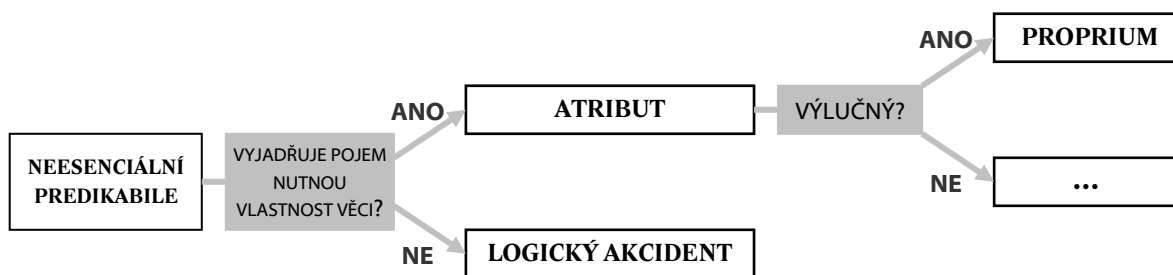 NEESENCIÁLNÍ
PREDIKABILE
VYJADŘUJE POJEM
NUTNOU
VLASTNOST VĚCI?
ANO
NE
ATRIBUT
LOGICKÝ AKCIDENT
VÝLUČNÝ?
ANO
NE
PROPRIUM
...